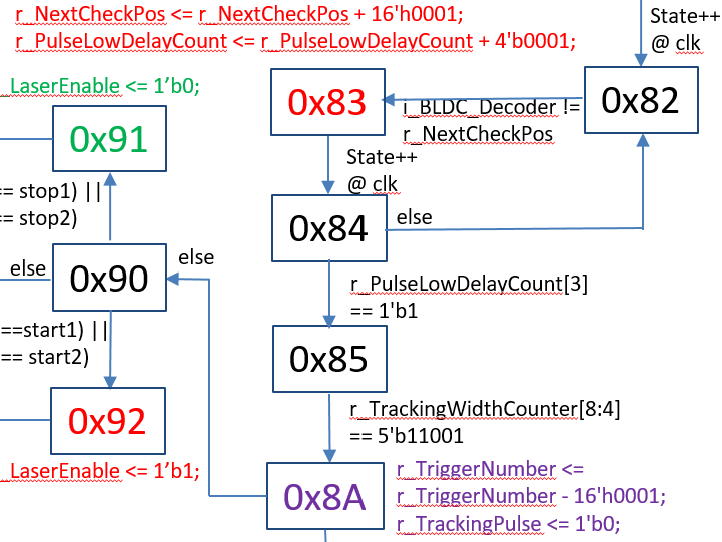 r_NextCheckPos <= r_NextCheckPos + 16'h0001;
r_PulseLowDelayCount <= r_PulseLowDelayCount + 4'b0001;
State++
@ clk
_LaserEnable <= 1’b0;
0x83
i_BLDC_Decoder !=
r_NextCheckPos
0x82
0x91
State++
@ clk
== stop1) ||
== stop2)
0x84
else
else
0x90
else
r_PulseLowDelayCount[3]
== 1'b1
==start1) ||
== start2)
0x85
0x92
r_TrackingWidthCounter[8:4]
== 5'b11001
_LaserEnable <= 1’b1;
0x8A
r_TriggerNumber <=
r_TriggerNumber - 16'h0001;
r_TrackingPulse <= 1'b0;